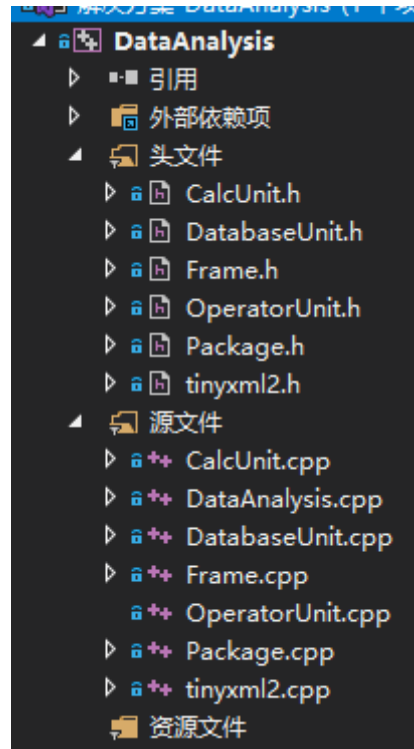 DataAnalysis
引用
外部依赖项
头文件
CalcUnit.h
DatabaseUnit.h
Frame.h
OperatorUnit.h
Package.h
tinyxml2.h
源文件
CalcUnit.cpp
DataAnalysis.cpp
DatabaseUnit.cpp
Frame.cpp
OperatorUnit.cpp
Package.cpp
tinyxml2.cpp
资源文件